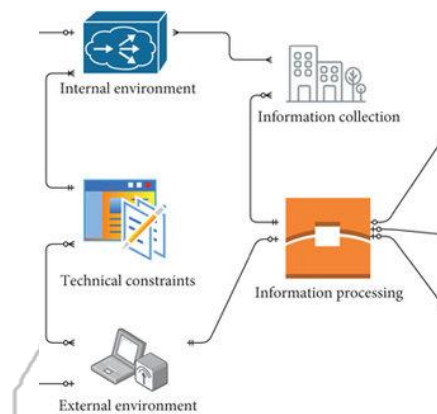 Internal environment
Information collection
Technical constraints
Information processing
External environment